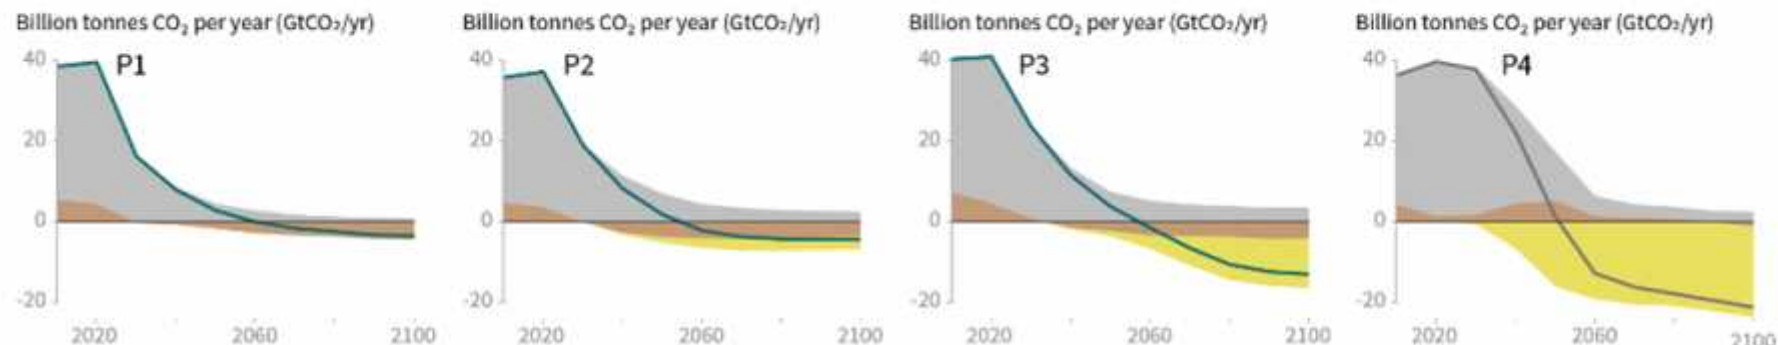 Billion tonnes CO₂ per year (GtCO₂/yr) Billion tonnes CO₂ per year (GtCO₂/yr) Billion tonnes CO₂ per year (GtCO₂/yr) Billion tonnes CO₂ per year (GtCO₂/yr)
40 P1 40 P2 40 P3 40 P4
20 20 20 20
0 0 0 0
-20 -20 -20 -20
2020 2060 2100 2020 2060 2100 2020 2060 2100 2020 2060 2100